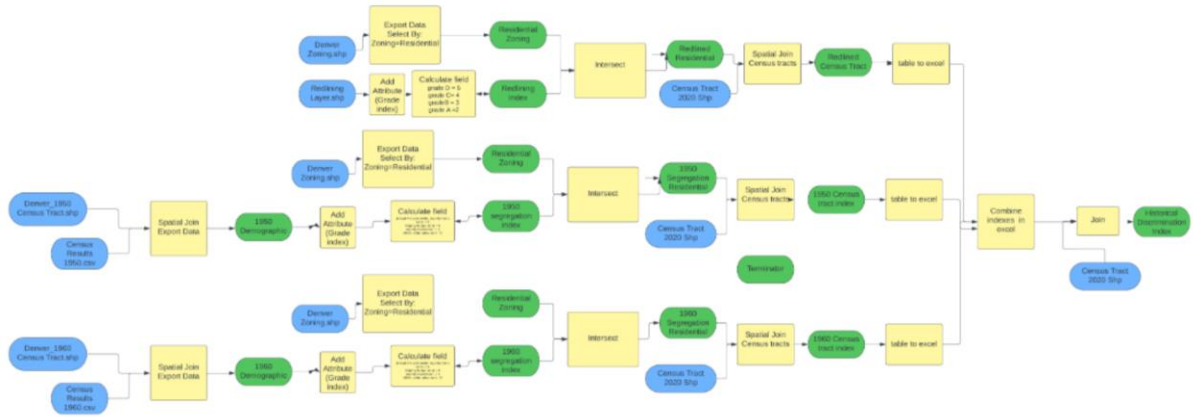 Export Data
Select By:
Zoning=Residential
Denver
Zoning.shp
Residential
Zoning
Redlining
Layer.shp
Add
Attribute
(Grade
index)
Calculate field
grade D = 5
grade C= 4
gradeB = 3
grade A =2
Redlining
Index
Intersect
Redlined
Residential
Census Tract
2020 Shp
Spatial Join
Census tracts
Redlined
Census Tract
table to excel
Export Data
Select By:
Zoning=Residential
Denver
Zoning.shp
Residential
Zoning
Denver_1950
Census Tract.shp
Census
Results
1950.csv
Spatial Join
Export Data
1950
Demographic
Add
Attribute
(Grade
index)
Calculate field
1950
segregation
index
Intersect
1950
Segregation
Residential
Census Tract
2020 Shp
Spatial Join
Census tracts
1950 Census
tract index
table to excel
Combine
indexes in
excel
Join
Historical
Discrimination
Index
Census Tract
2020 Shp
Terminator
Export Data
Select By:
Zoning=Residential
Denver
Zoning.shp
Residential
Zoning
Denver_1960
Census Tract.shp
Census
Results
1960.csv
Spatial Join
Export Data
1960
Demographic
Add
Attribute
(Grade
index)
Calculate field
1960
segregation
index
Intersect
1960
Segregation
Residential
Census Tract
2020 Shp
Spatial Join
Census tracts
1960 Census
tract index
table to excel